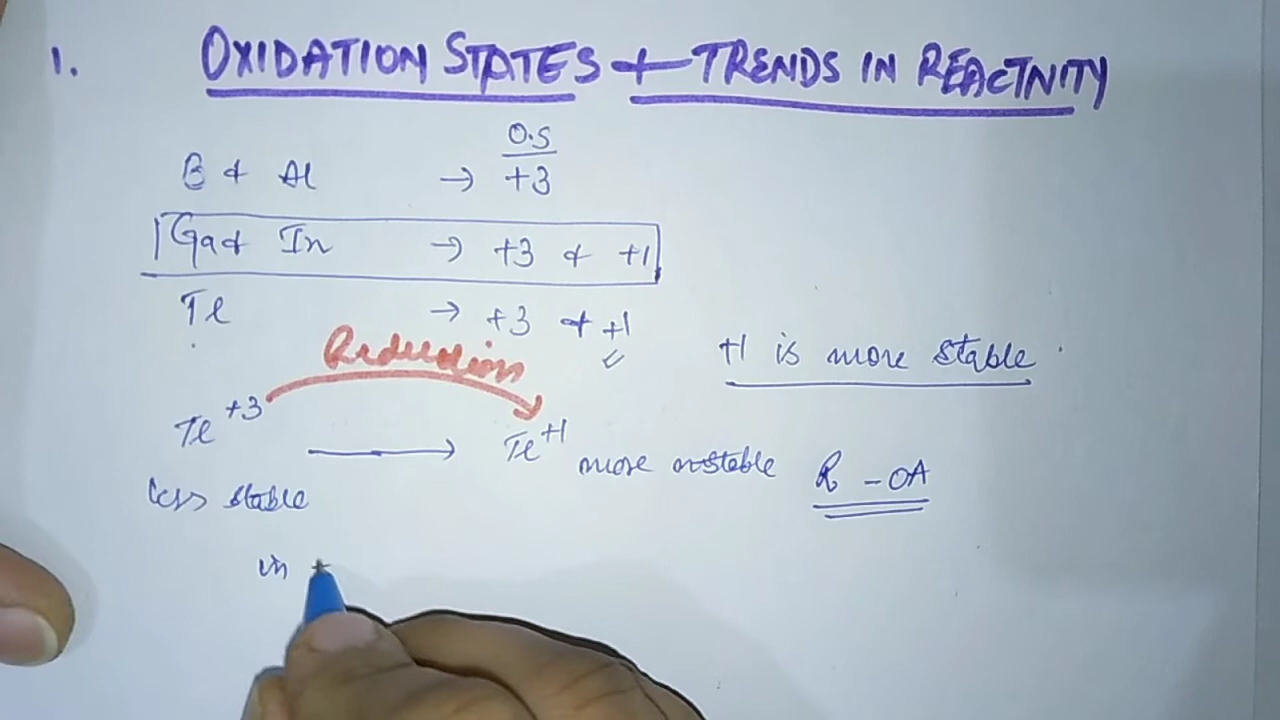 1. OXIDATION STATES & TRENDS IN REACTIVITY
O.S
B & Al → +3
Ga & In → +3 & +1
Tl → +3 & +1
+1 is more stable
Reduction
Tl+3 → Tl+1 more stable R - OA
less stable
in